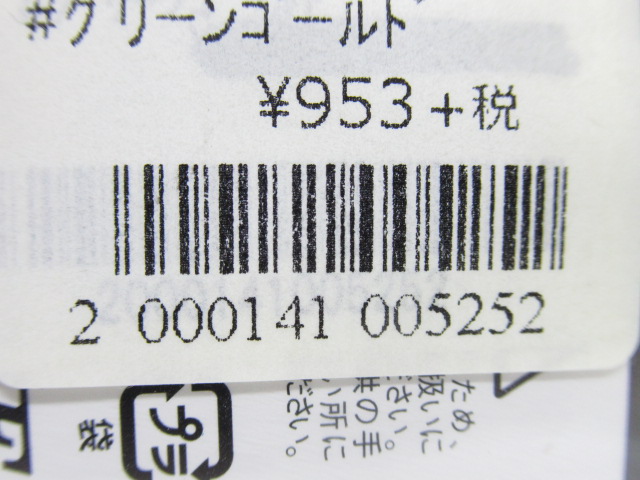 #グリーンゴールド
¥953+税
2 000141 005252
ため、
扱いに
ださい。
供の手
い所に
ださい。
プラ
袋